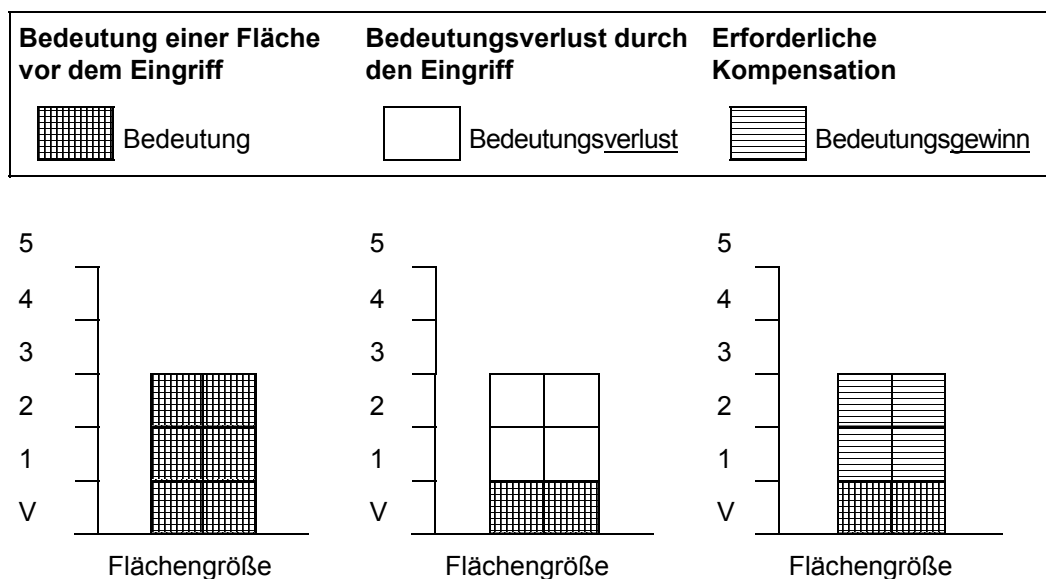 Bedeutung einer Fläche
vor dem Eingriff
Bedeutung
Bedeutungsverlust durch
den Eingriff
Bedeutungsverlust
Erforderliche
Kompensation
Bedeutungsgewinn
5
4
3
2
1
V
Flächengröße
5
4
3
2
1
V
Flächengröße
5
4
3
2
1
V
Flächengröße